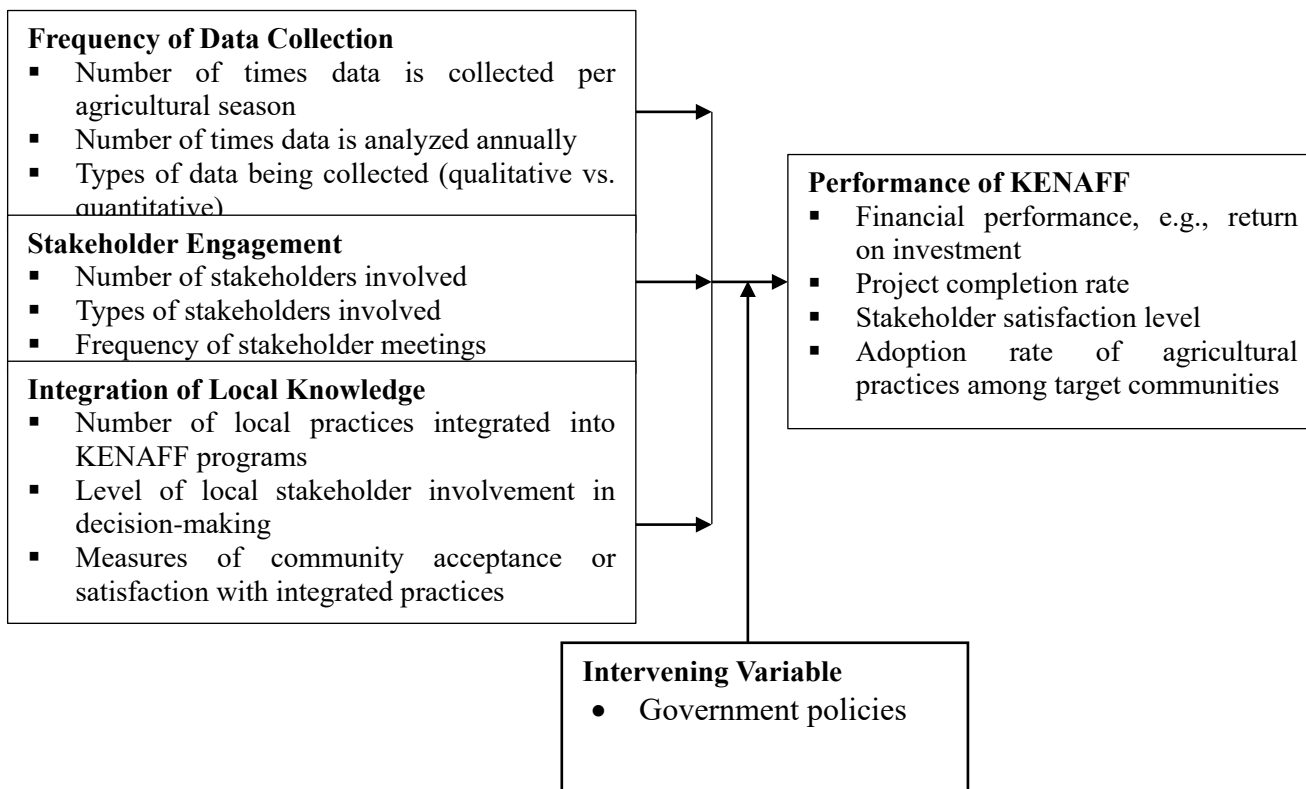 Frequency of Data Collection
▪ Number of times data is collected per
agricultural season
▪ Number of times data is analyzed annually
▪ Types of data being collected (qualitative vs.
quantitative)
Stakeholder Engagement
▪ Number of stakeholders involved
▪ Types of stakeholders involved
▪ Frequency of stakeholder meetings
Integration of Local Knowledge
▪ Number of local practices integrated into
KENAFF programs
▪ Level of local stakeholder involvement in
decision-making
▪ Measures of community acceptance or
satisfaction with integrated practices
Performance of KENAFF
▪ Financial performance, e.g., return
on investment
▪ Project completion rate
▪ Stakeholder satisfaction level
▪ Adoption rate of agricultural
practices among target communities
Intervening Variable
● Government policies